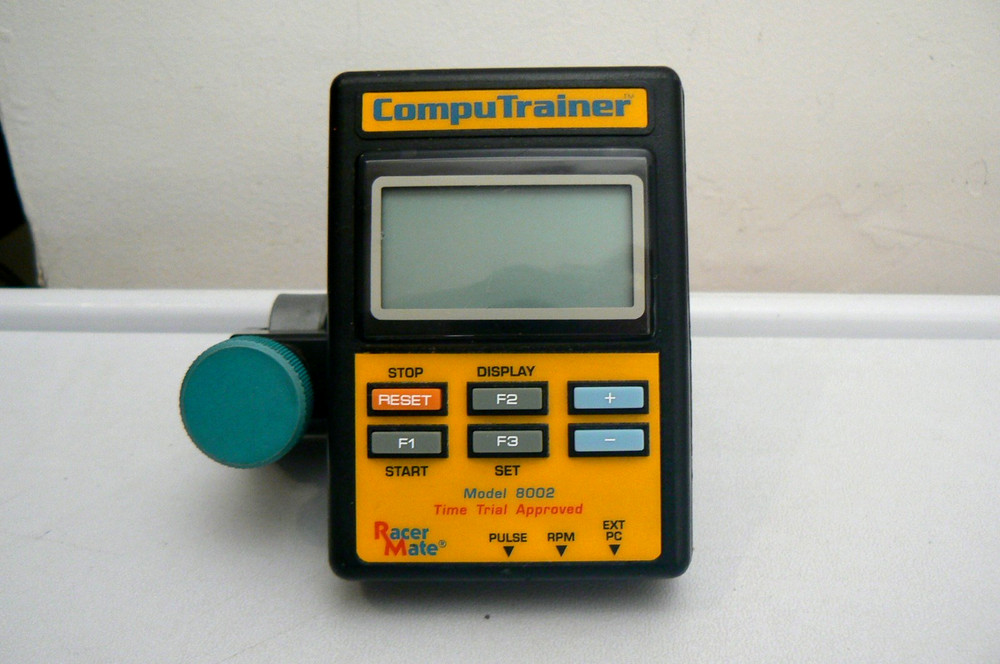 CompuTrainer™
STOP DISPLAY
RESET F2 +
F1 F3 -
START SET
Model 8002
Time Trial Approved
Racer
Mate®
PULSE RPM EXT
PC